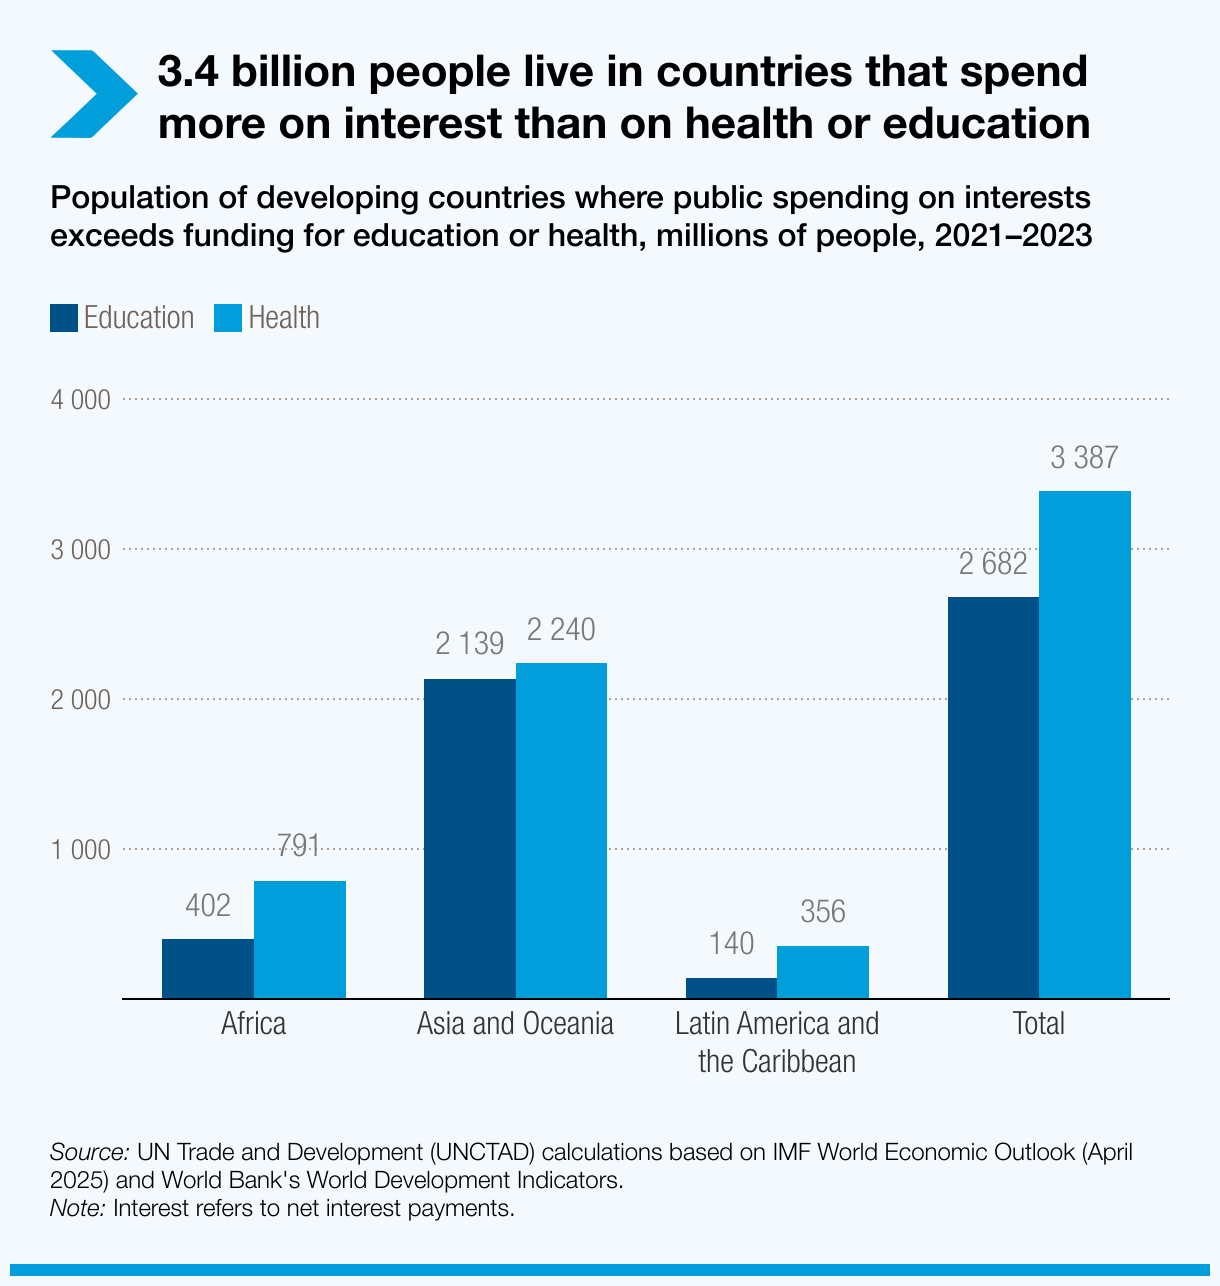 3.4 billion people live in countries that spend
more on interest than on health or education
Population of developing countries where public spending on interests
exceeds funding for education or health, millions of people, 2021–2023
Education Health
4 000
3 387
3 000
2 682
2 139 2 240
2 000
1 000
791
402
140
356
Africa Asia and Oceania Latin America and Total
the Caribbean
Source: UN Trade and Development (UNCTAD) calculations based on IMF World Economic Outlook (April
2025) and World Bank's World Development Indicators.
Note: Interest refers to net interest payments.